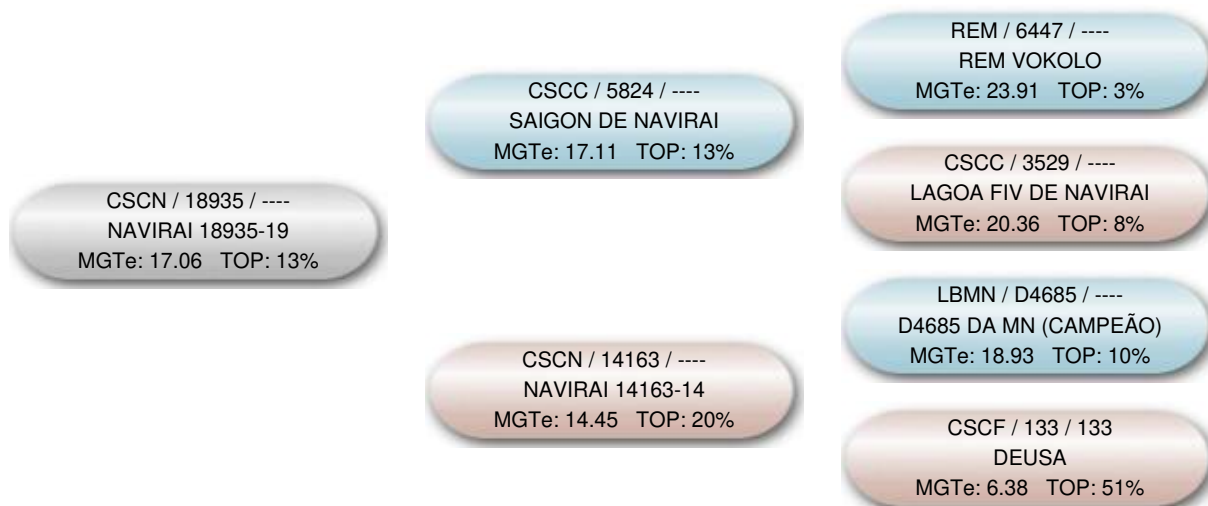 CSCN / 18935 / ----
NAVIRAI 18935-19
MGTe: 17.06 TOP: 13%
CSCC / 5824 / ----
SAIGON DE NAVIRAI
MGTe: 17.11 TOP: 13%
CSCN / 14163 / ----
NAVIRAI 14163-14
MGTe: 14.45 TOP: 20%
REM / 6447 / ----
REM VOKOLO
MGTe: 23.91 TOP: 3%
CSCC / 3529 / ----
LAGOA FIV DE NAVIRAI
MGTe: 20.36 TOP: 8%
LBMN / D4685 / ----
D4685 DA MN (CAMPEÃO)
MGTe: 18.93 TOP: 10%
CSCF / 133 / 133
DEUSA
MGTe: 6.38 TOP: 51%